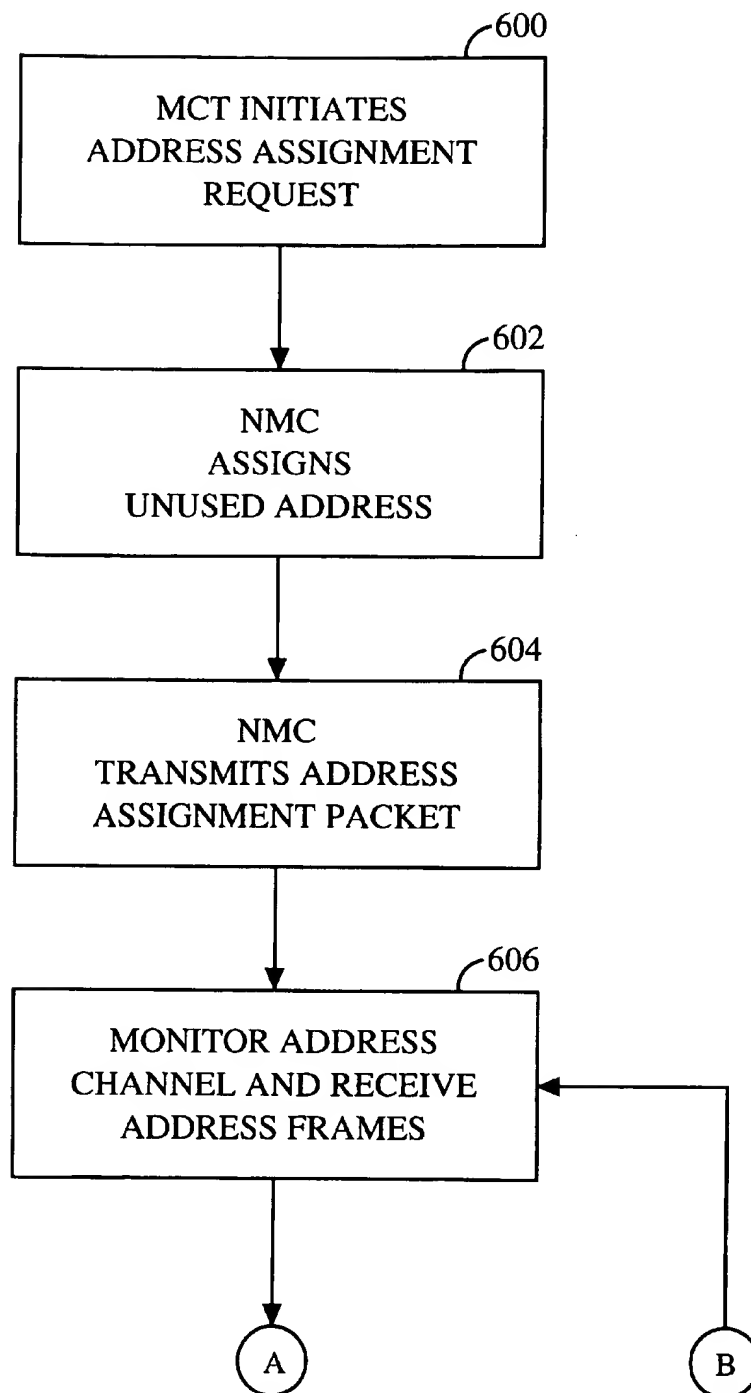 600
MCT INITIATES
ADDRESS ASSIGNMENT
REQUEST
602
NMC
ASSIGNS
UNUSED ADDRESS
604
NMC
TRANSMITS ADDRESS
ASSIGNMENT PACKET
606
MONITOR ADDRESS
CHANNEL AND RECEIVE
ADDRESS FRAMES
A
B